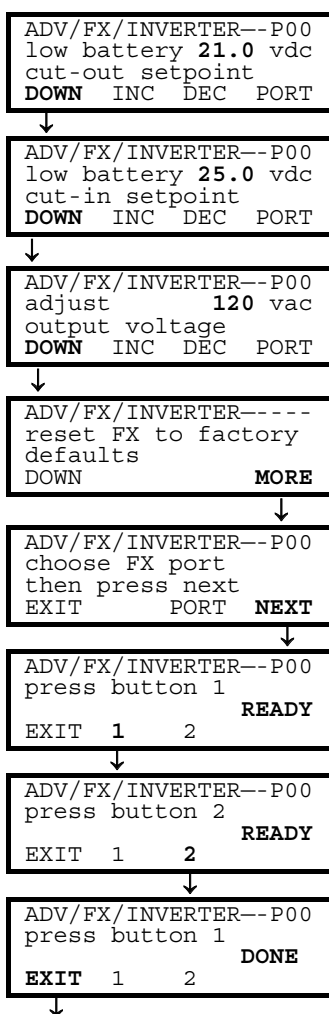 ADV/FX/INVERTER—-P00
low battery 21.0 vdc
cut-out setpoint
DOWN INC DEC PORT
↓
ADV/FX/INVERTER—-P00
low battery 25.0 vdc
cut-in setpoint
DOWN INC DEC PORT
↓
ADV/FX/INVERTER—-P00
adjust 120 vac
output voltage
DOWN INC DEC PORT
↓
ADV/FX/INVERTER—----
reset FX to factory
defaults
DOWN MORE
↓
ADV/FX/INVERTER—-P00
choose FX port
then press next
EXIT PORT NEXT
↓
ADV/FX/INVERTER—-P00
press button 1
READY
EXIT 1 2
↓
ADV/FX/INVERTER—-P00
press button 2
READY
EXIT 1 2
↓
ADV/FX/INVERTER—-P00
press button 1
DONE
EXIT 1 2
↓